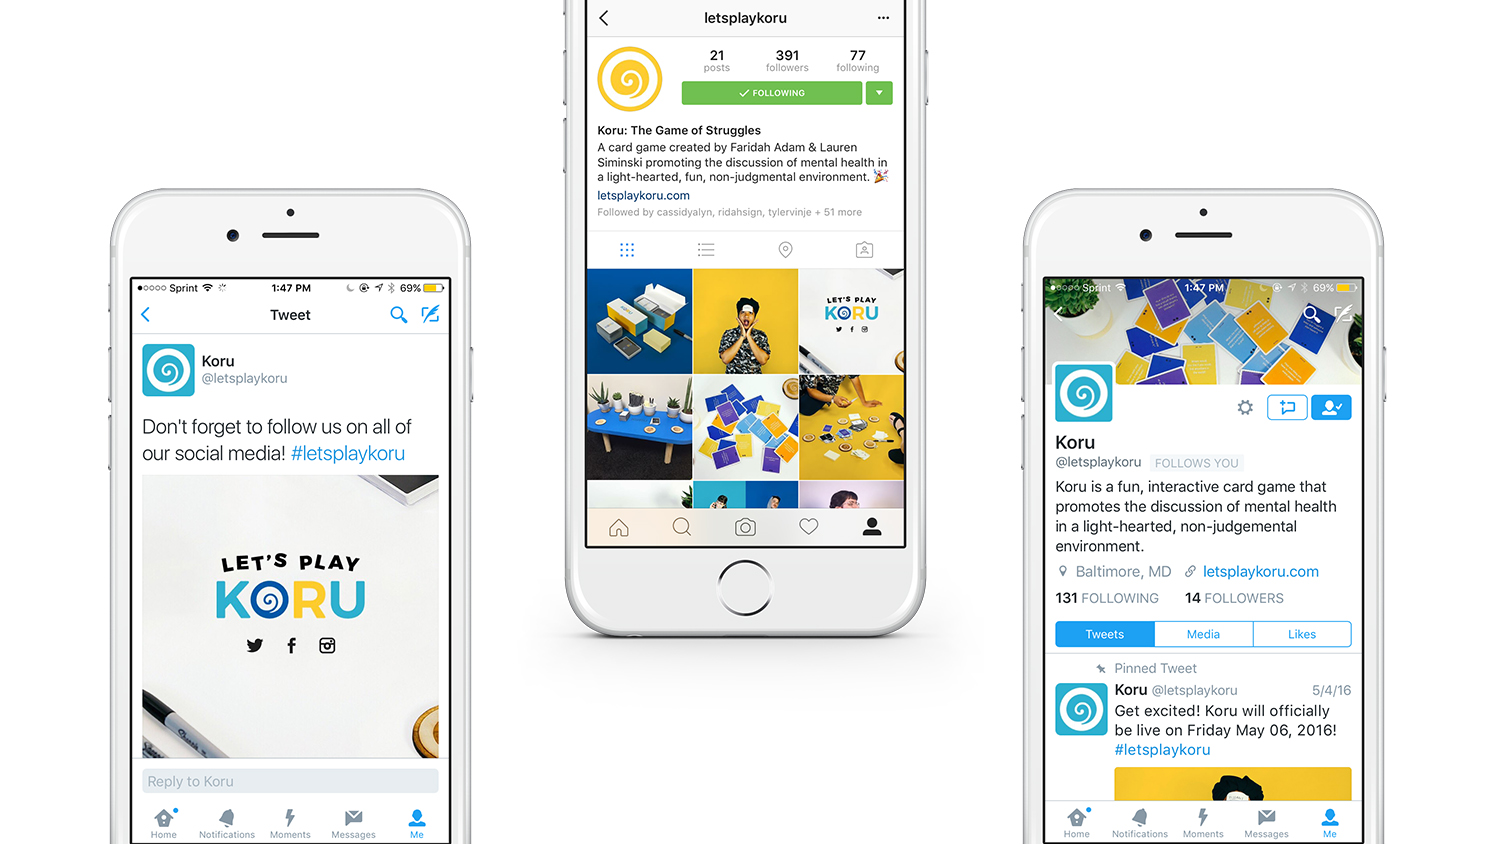 Sprint
1:47 PM
69%
Tweet
Koru
@letsplaykoru
Don't forget to follow us on all of
our social media! #letsplaykoru
LET'S PLAY
KORU
Reply to Koru
Home Notifications Moments Messages Me
letsplaykoru
21 391 77
posts followers following
FOLLOWING
Koru: The Game of Struggles
A card game created by Faridah Adam & Lauren
Siminski promoting the discussion of mental health in
a light-hearted, fun, non-judgmental environment. 🎉
letsplaykoru.com
Followed by cassidyalyn, ridahsign, tylervinje + 51 more
LET'S PLAY
KORU
Sprint
1:47 PM
69%
Koru
@letsplaykoru FOLLOWS YOU
Koru is a fun, interactive card game that
promotes the discussion of mental health
in a light-hearted, non-judgemental
environment.
Baltimore, MD letsplaykoru.com
131 FOLLOWING 14 FOLLOWERS
Tweets Media Likes
Pinned Tweet
Koru @letsplaykoru 5/4/16
Get excited! Koru will officially
be live on Friday May 06, 2016!
#letsplaykoru
Home Notifications Moments Messages Me